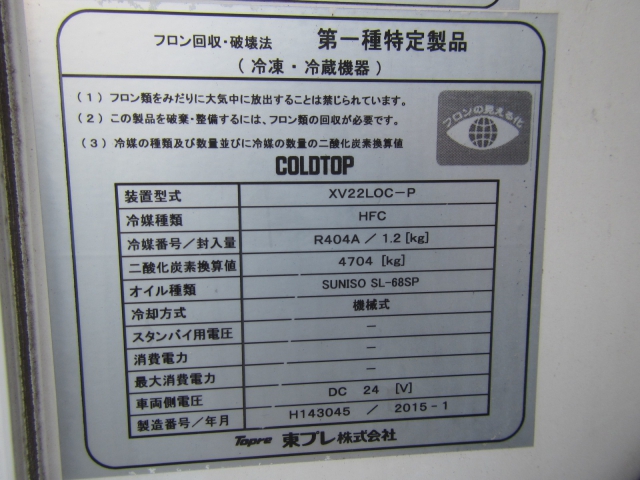 フロン回収・破壊法 第一種特定製品
(冷凍・冷蔵機器)
(1) フロン類をみだりに大気中に放出することは禁じられています。
(2) この製品を破棄・整備するには、フロン類の回収が必要です。
(3) 冷媒の種類及び数量並びに冷媒の数量の二酸化炭素換算値
フロンの見える化
COLDTOP
装置型式 XV22LOC-P
冷媒種類 HFC
冷媒番号/封入量 R404A / 1.2 [kg]
二酸化炭素換算値 4704 [kg]
オイル種類 SUNISO SL-68SP
冷却方式 機械式
スタンバイ用電圧 —
消費電力 —
最大消費電力 —
車両側電圧 DC 24 [V]
製造番号/年月 H143045 / 2015-1
Topre 東プレ株式会社